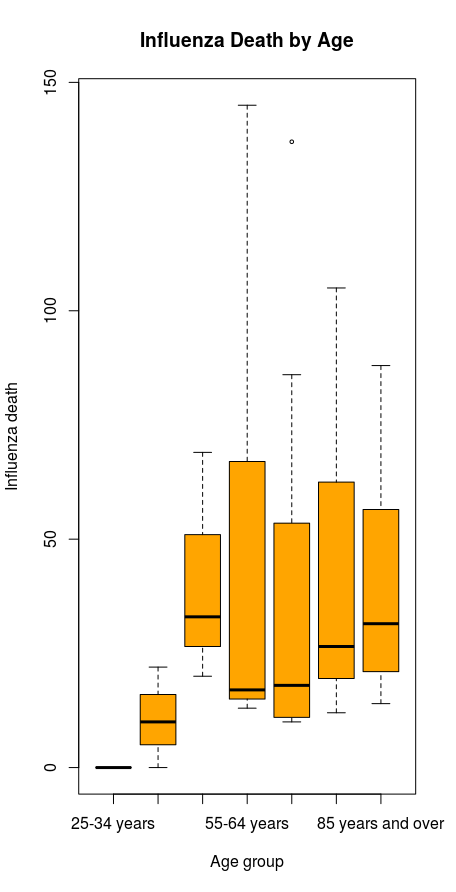 Influenza Death by Age
150
100
50
0
Influenza death
25-34 years 55-64 years 85 years and over
Age group